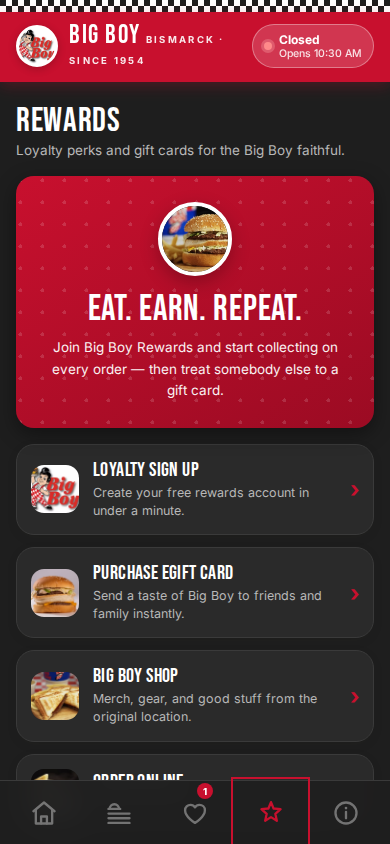 BIG BOY BISMARCK ·
SINCE 1954
Closed
Opens 10:30 AM
REWARDS
Loyalty perks and gift cards for the Big Boy faithful.
EAT. EARN. REPEAT.
Join Big Boy Rewards and start collecting on
every order — then treat somebody else to a
gift card.
Big
Boy
LOYALTY SIGN UP
Create your free rewards account in
under a minute.
PURCHASE EGIFT CARD
Send a taste of Big Boy to friends and
family instantly.
BIG BOY SHOP
Merch, gear, and good stuff from the
original location.
ORDER ONLINE
1